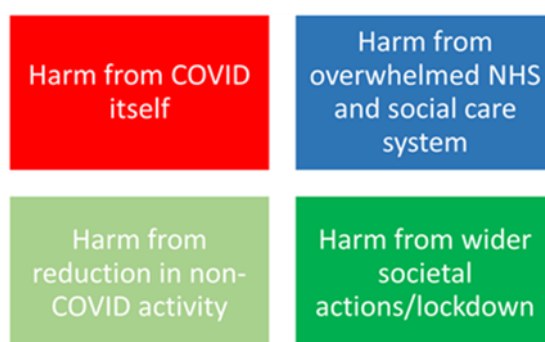 Harm from COVID
itself
Harm from
overwhelmed NHS
and social care
system
Harm from
reduction in non-
COVID activity
Harm from wider
societal
actions/lockdown